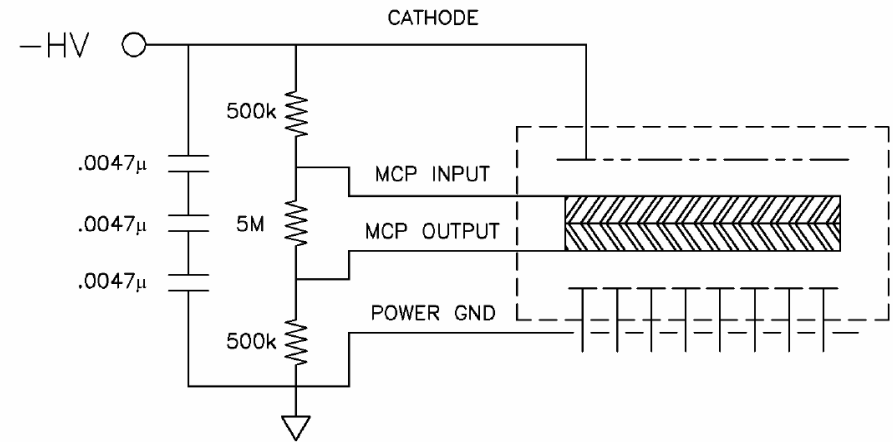 CATHODE
−HV
500k
.0047μ
MCP INPUT
.0047μ
5M
MCP OUTPUT
.0047μ
POWER GND
500k